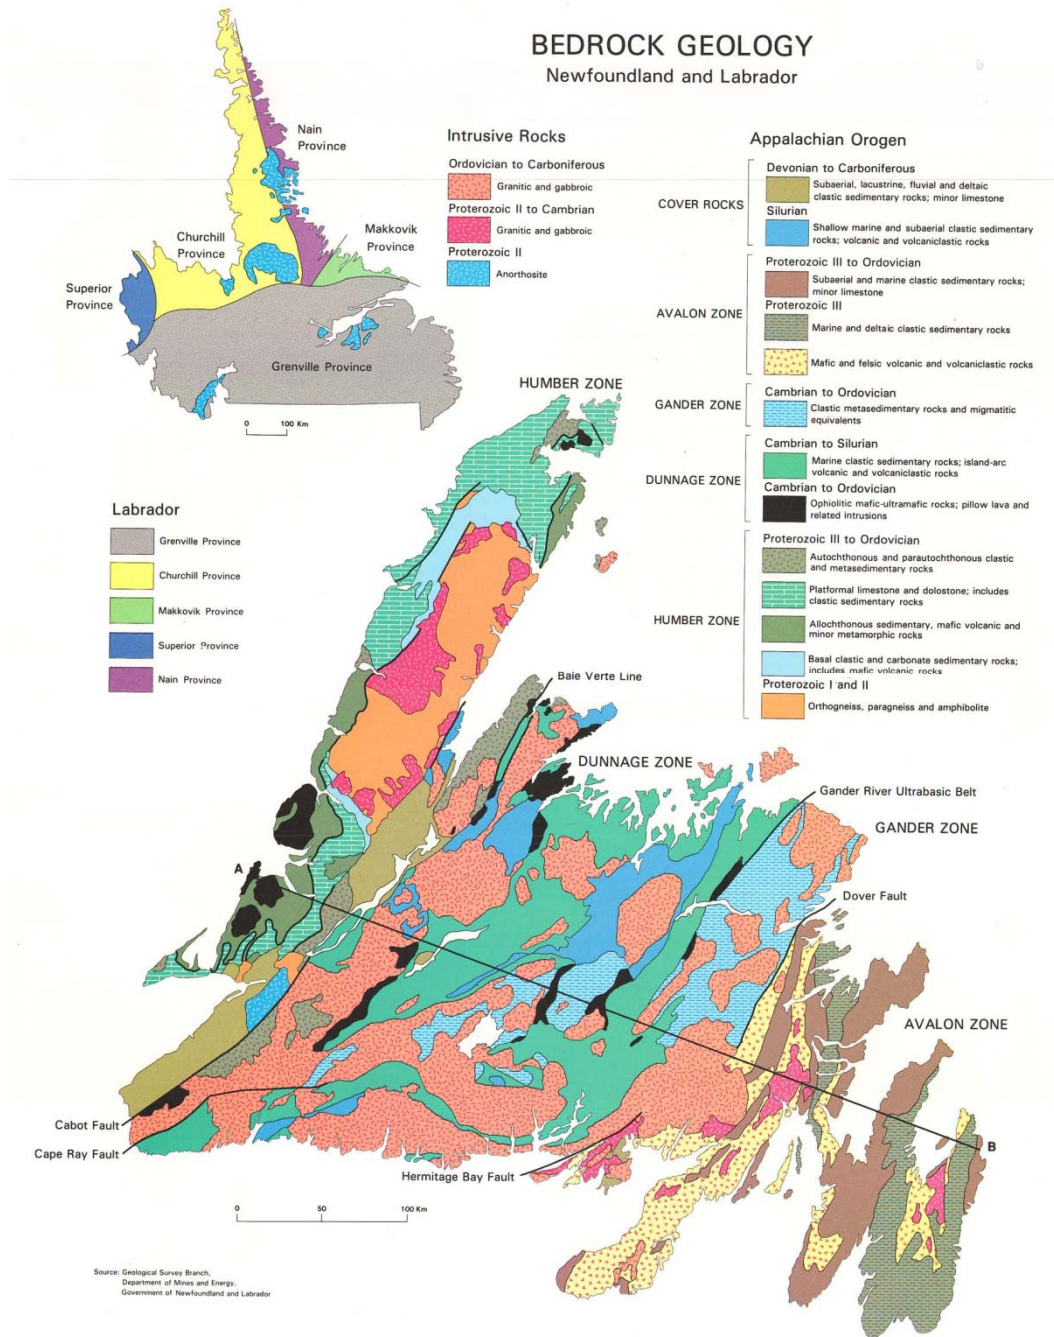 BEDROCK GEOLOGY
Newfoundland and Labrador
Nain
Province
Makkovik
Province
Churchill
Province
Superior
Province
Grenville Province
0 100 Km
Intrusive Rocks
Ordovician to Carboniferous
Granitic and gabbroic
Proterozoic II to Cambrian
Granitic and gabbroic
Proterozoic II
Anorthosite
Appalachian Orogen
COVER ROCKS
Devonian to Carboniferous
Subaerial, lacustrine, fluvial and deltaic
clastic sedimentary rocks; minor limestone
Silurian
Shallow marine and subaerial clastic sedimentary
rocks; volcanic and volcaniclastic rocks
AVALON ZONE
Proterozoic III to Ordovician
Subaerial and marine clastic sedimentary rocks;
minor limestone
Proterozoic III
Marine and deltaic clastic sedimentary rocks
Mafic and felsic volcanic and volcaniclastic rocks
GANDER ZONE
Cambrian to Ordovician
Clastic metasedimentary rocks and migmatitic
equivalents
DUNNAGE ZONE
Cambrian to Silurian
Marine clastic sedimentary rocks; island-arc
volcanic and volcaniclastic rocks
Cambrian to Ordovician
Ophiolitic mafic-ultramafic rocks; pillow lava and
related intrusions
HUMBER ZONE
Proterozoic III to Ordovician
Autochthonous and parautochthonous clastic
and metasedimentary rocks
Platformal limestone and dolostone; includes
clastic sedimentary rocks
Allochthonous sedimentary, mafic volcanic and
minor metamorphic rocks
Basal clastic and carbonate sedimentary rocks;
includes mafic volcanic rocks
Proterozoic I and II
Orthogneiss, paragneiss and amphibolite
Labrador
Grenville Province
Churchill Province
Makkovik Province
Superior Province
Nain Province
HUMBER ZONE
Baie Verte Line
DUNNAGE ZONE
Gander River Ultrabasic Belt
GANDER ZONE
A
Dover Fault
AVALON ZONE
B
Cabot Fault
Cape Ray Fault
Hermitage Bay Fault
0 50 100 Km
Source: Geological Survey Branch,
Department of Mines and Energy,
Government of Newfoundland and Labrador